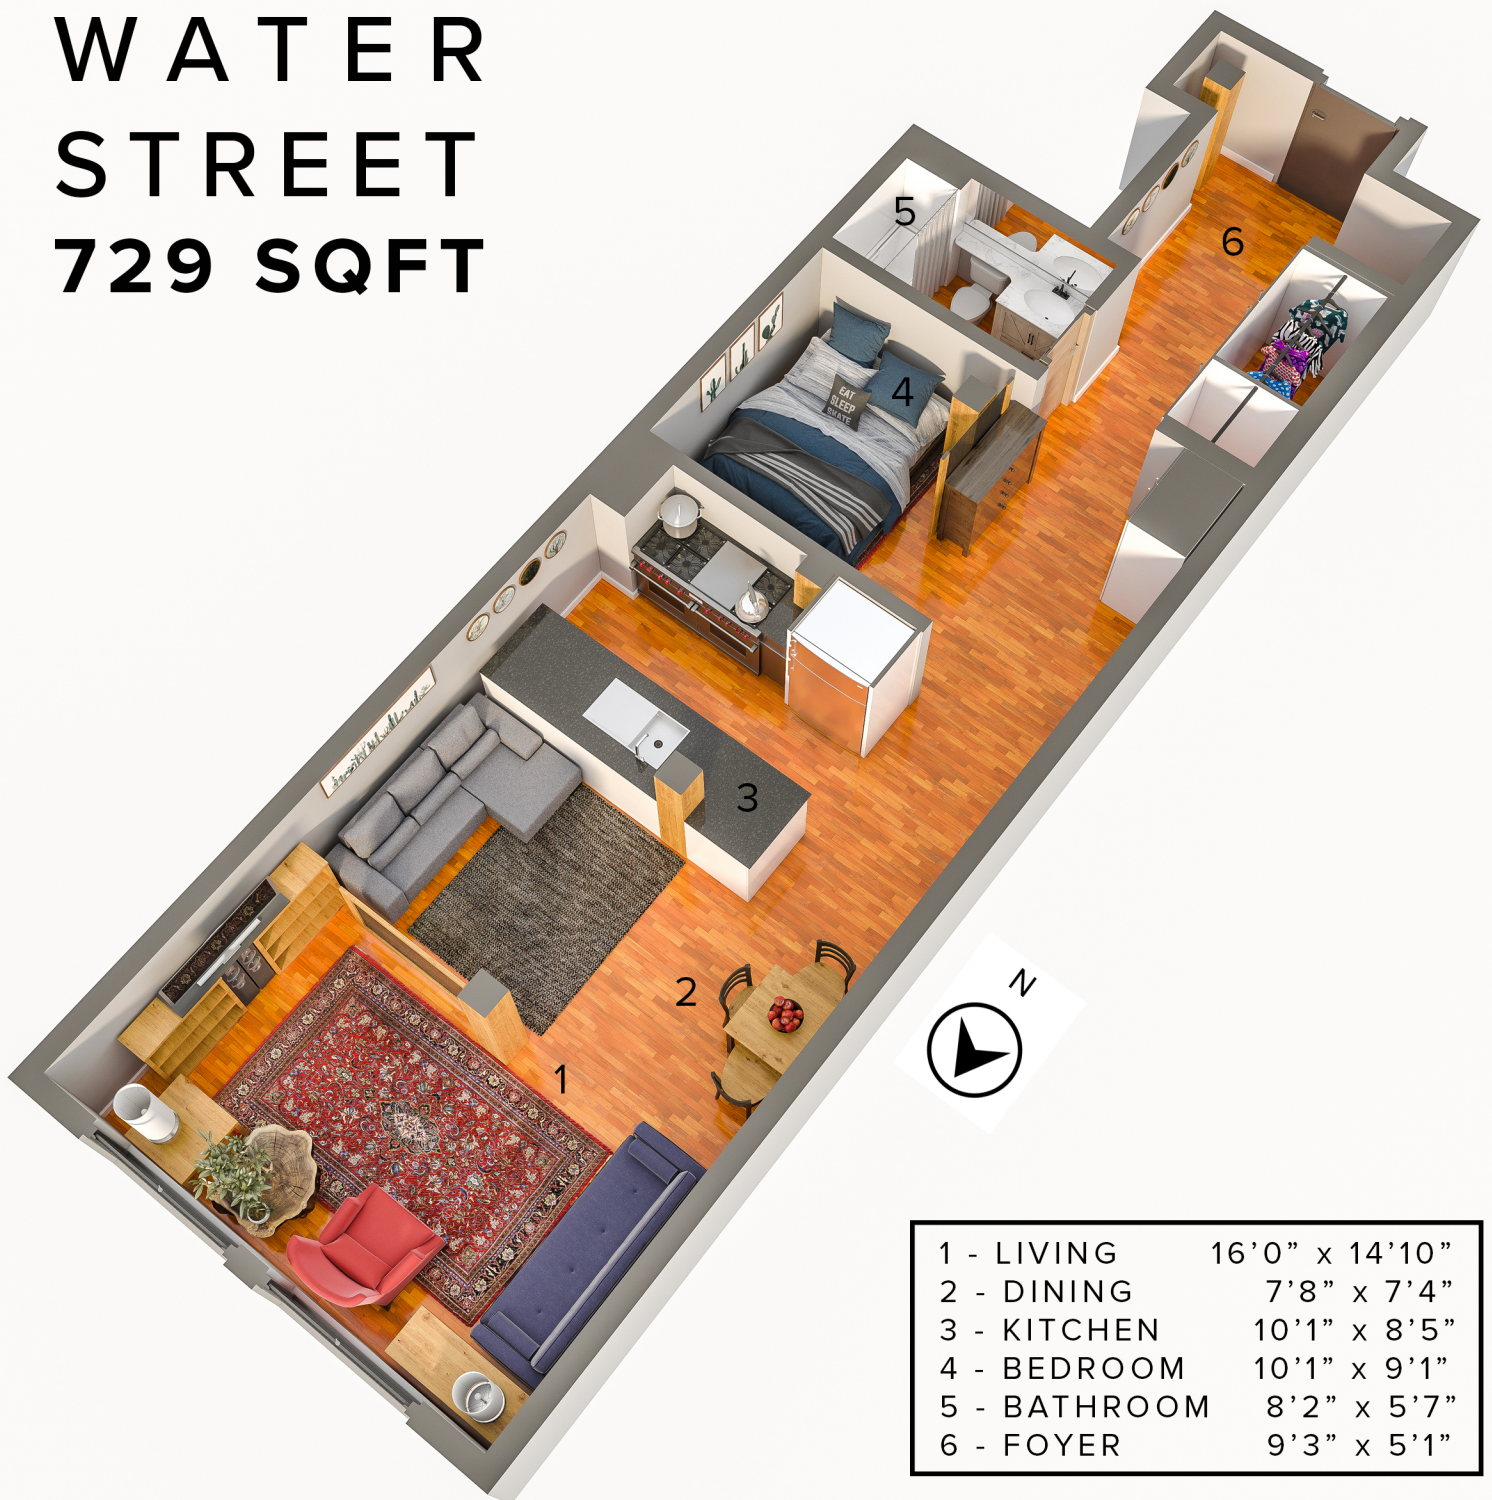 WATER
STREET
729 SQFT
5
6
4
EAT
SLEEP
SKATE
3
2
1
N
1 - LIVING 16’0” x 14’10”
2 - DINING 7’8” x 7’4”
3 - KITCHEN 10’1” x 8’5”
4 - BEDROOM 10’1” x 9’1”
5 - BATHROOM 8’2” x 5’7”
6 - FOYER 9’3” x 5’1”